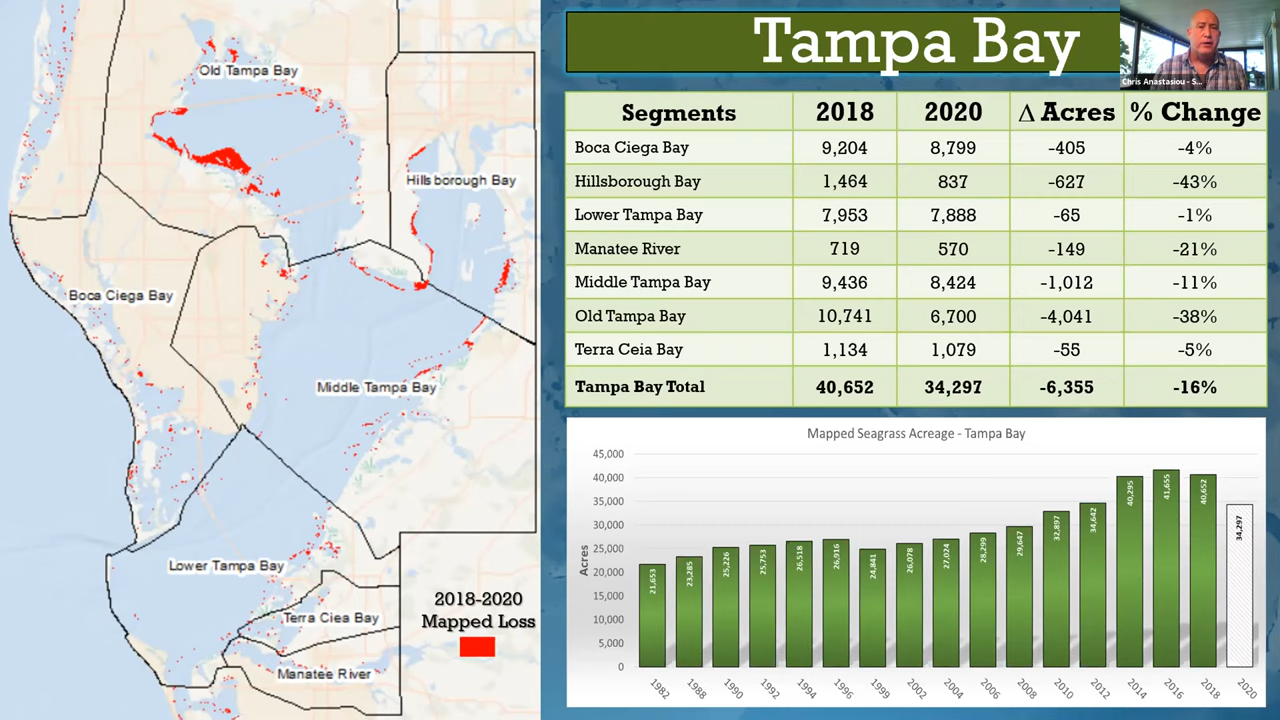 Tampa Bay
Chris Anastasiou - S...
Old Tampa Bay
Hillsborough Bay
Boca Ciega Bay
Middle Tampa Bay
Lower Tampa Bay
Terra Ciea Bay
Manatee River
2018-2020
Mapped Loss
Segments 2018 2020 Δ Acres % Change
Boca Ciega Bay 9,204 8,799 -405 -4%
Hillsborough Bay 1,464 837 -627 -43%
Lower Tampa Bay 7,953 7,888 -65 -1%
Manatee River 719 570 -149 -21%
Middle Tampa Bay 9,436 8,424 -1,012 -11%
Old Tampa Bay 10,741 6,700 -4,041 -38%
Terra Ceia Bay 1,134 1,079 -55 -5%
Tampa Bay Total 40,652 34,297 -6,355 -16%
Mapped Seagrass Acreage - Tampa Bay
Acres
45,000
40,000
35,000
30,000
25,000
20,000
15,000
10,000
5,000
0
21,653 23,285 25,226 25,753 26,518 26,916 24,841 26,078 27,024 28,299 29,647 32,897 34,642 40,295 41,655 40,652 34,297
1982 1988 1990 1992 1994 1996 1999 2002 2004 2006 2008 2010 2012 2014 2016 2018 2020